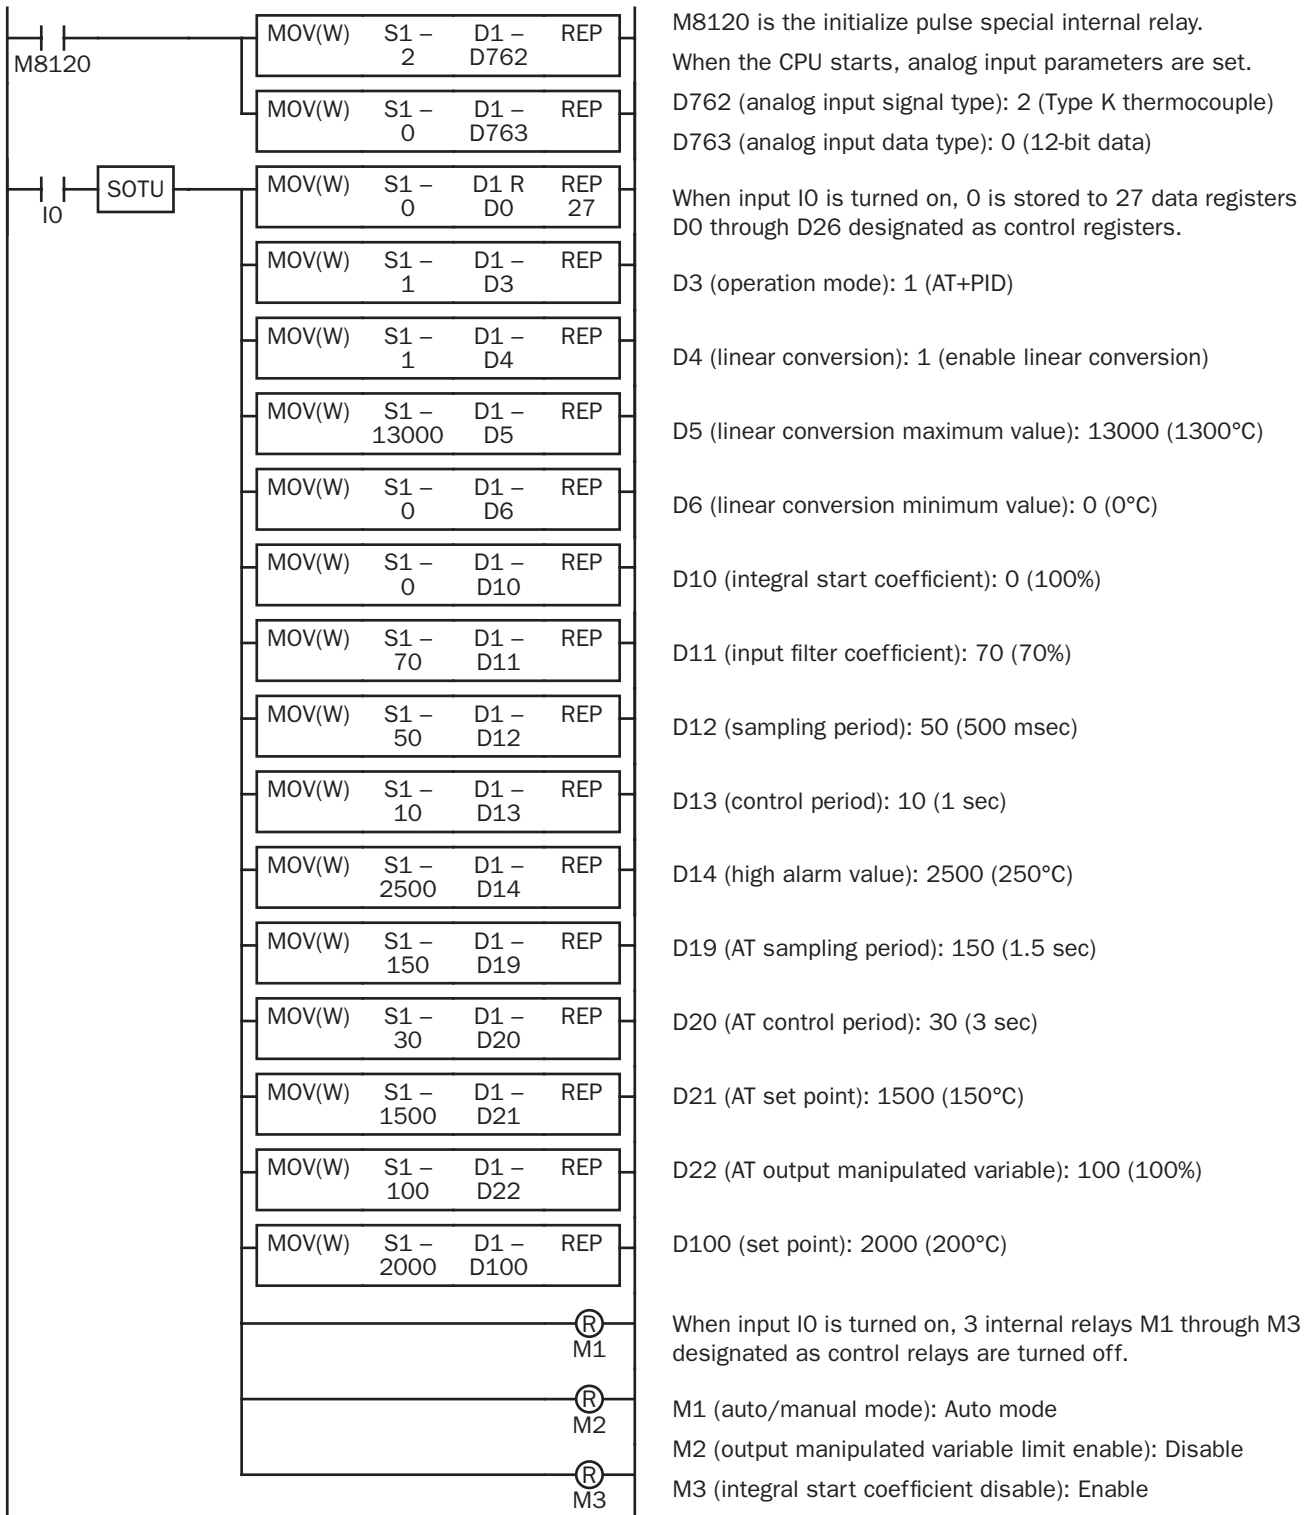 MOV(W) S1 – D1 – REP
2 D762
M8120
M8120 is the initialize pulse special internal relay.
When the CPU starts, analog input parameters are set.
MOV(W) S1 – D1 – REP
0 D763
D762 (analog input signal type): 2 (Type K thermocouple)
D763 (analog input data type): 0 (12-bit data)
I0
SOTU
MOV(W) S1 – D1 R REP
0 D0 27
When input I0 is turned on, 0 is stored to 27 data registers
D0 through D26 designated as control registers.
MOV(W) S1 – D1 – REP
1 D3
D3 (operation mode): 1 (AT+PID)
MOV(W) S1 – D1 – REP
1 D4
D4 (linear conversion): 1 (enable linear conversion)
MOV(W) S1 – D1 – REP
13000 D5
D5 (linear conversion maximum value): 13000 (1300°C)
MOV(W) S1 – D1 – REP
0 D6
D6 (linear conversion minimum value): 0 (0°C)
MOV(W) S1 – D1 – REP
0 D10
D10 (integral start coefficient): 0 (100%)
MOV(W) S1 – D1 – REP
70 D11
D11 (input filter coefficient): 70 (70%)
MOV(W) S1 – D1 – REP
50 D12
D12 (sampling period): 50 (500 msec)
MOV(W) S1 – D1 – REP
10 D13
D13 (control period): 10 (1 sec)
MOV(W) S1 – D1 – REP
2500 D14
D14 (high alarm value): 2500 (250°C)
MOV(W) S1 – D1 – REP
150 D19
D19 (AT sampling period): 150 (1.5 sec)
MOV(W) S1 – D1 – REP
30 D20
D20 (AT control period): 30 (3 sec)
MOV(W) S1 – D1 – REP
1500 D21
D21 (AT set point): 1500 (150°C)
MOV(W) S1 – D1 – REP
100 D22
D22 (AT output manipulated variable): 100 (100%)
MOV(W) S1 – D1 – REP
2000 D100
D100 (set point): 2000 (200°C)
R
M1
When input I0 is turned on, 3 internal relays M1 through M3
designated as control relays are turned off.
R
M2
M1 (auto/manual mode): Auto mode
M2 (output manipulated variable limit enable): Disable
R
M3
M3 (integral start coefficient disable): Enable